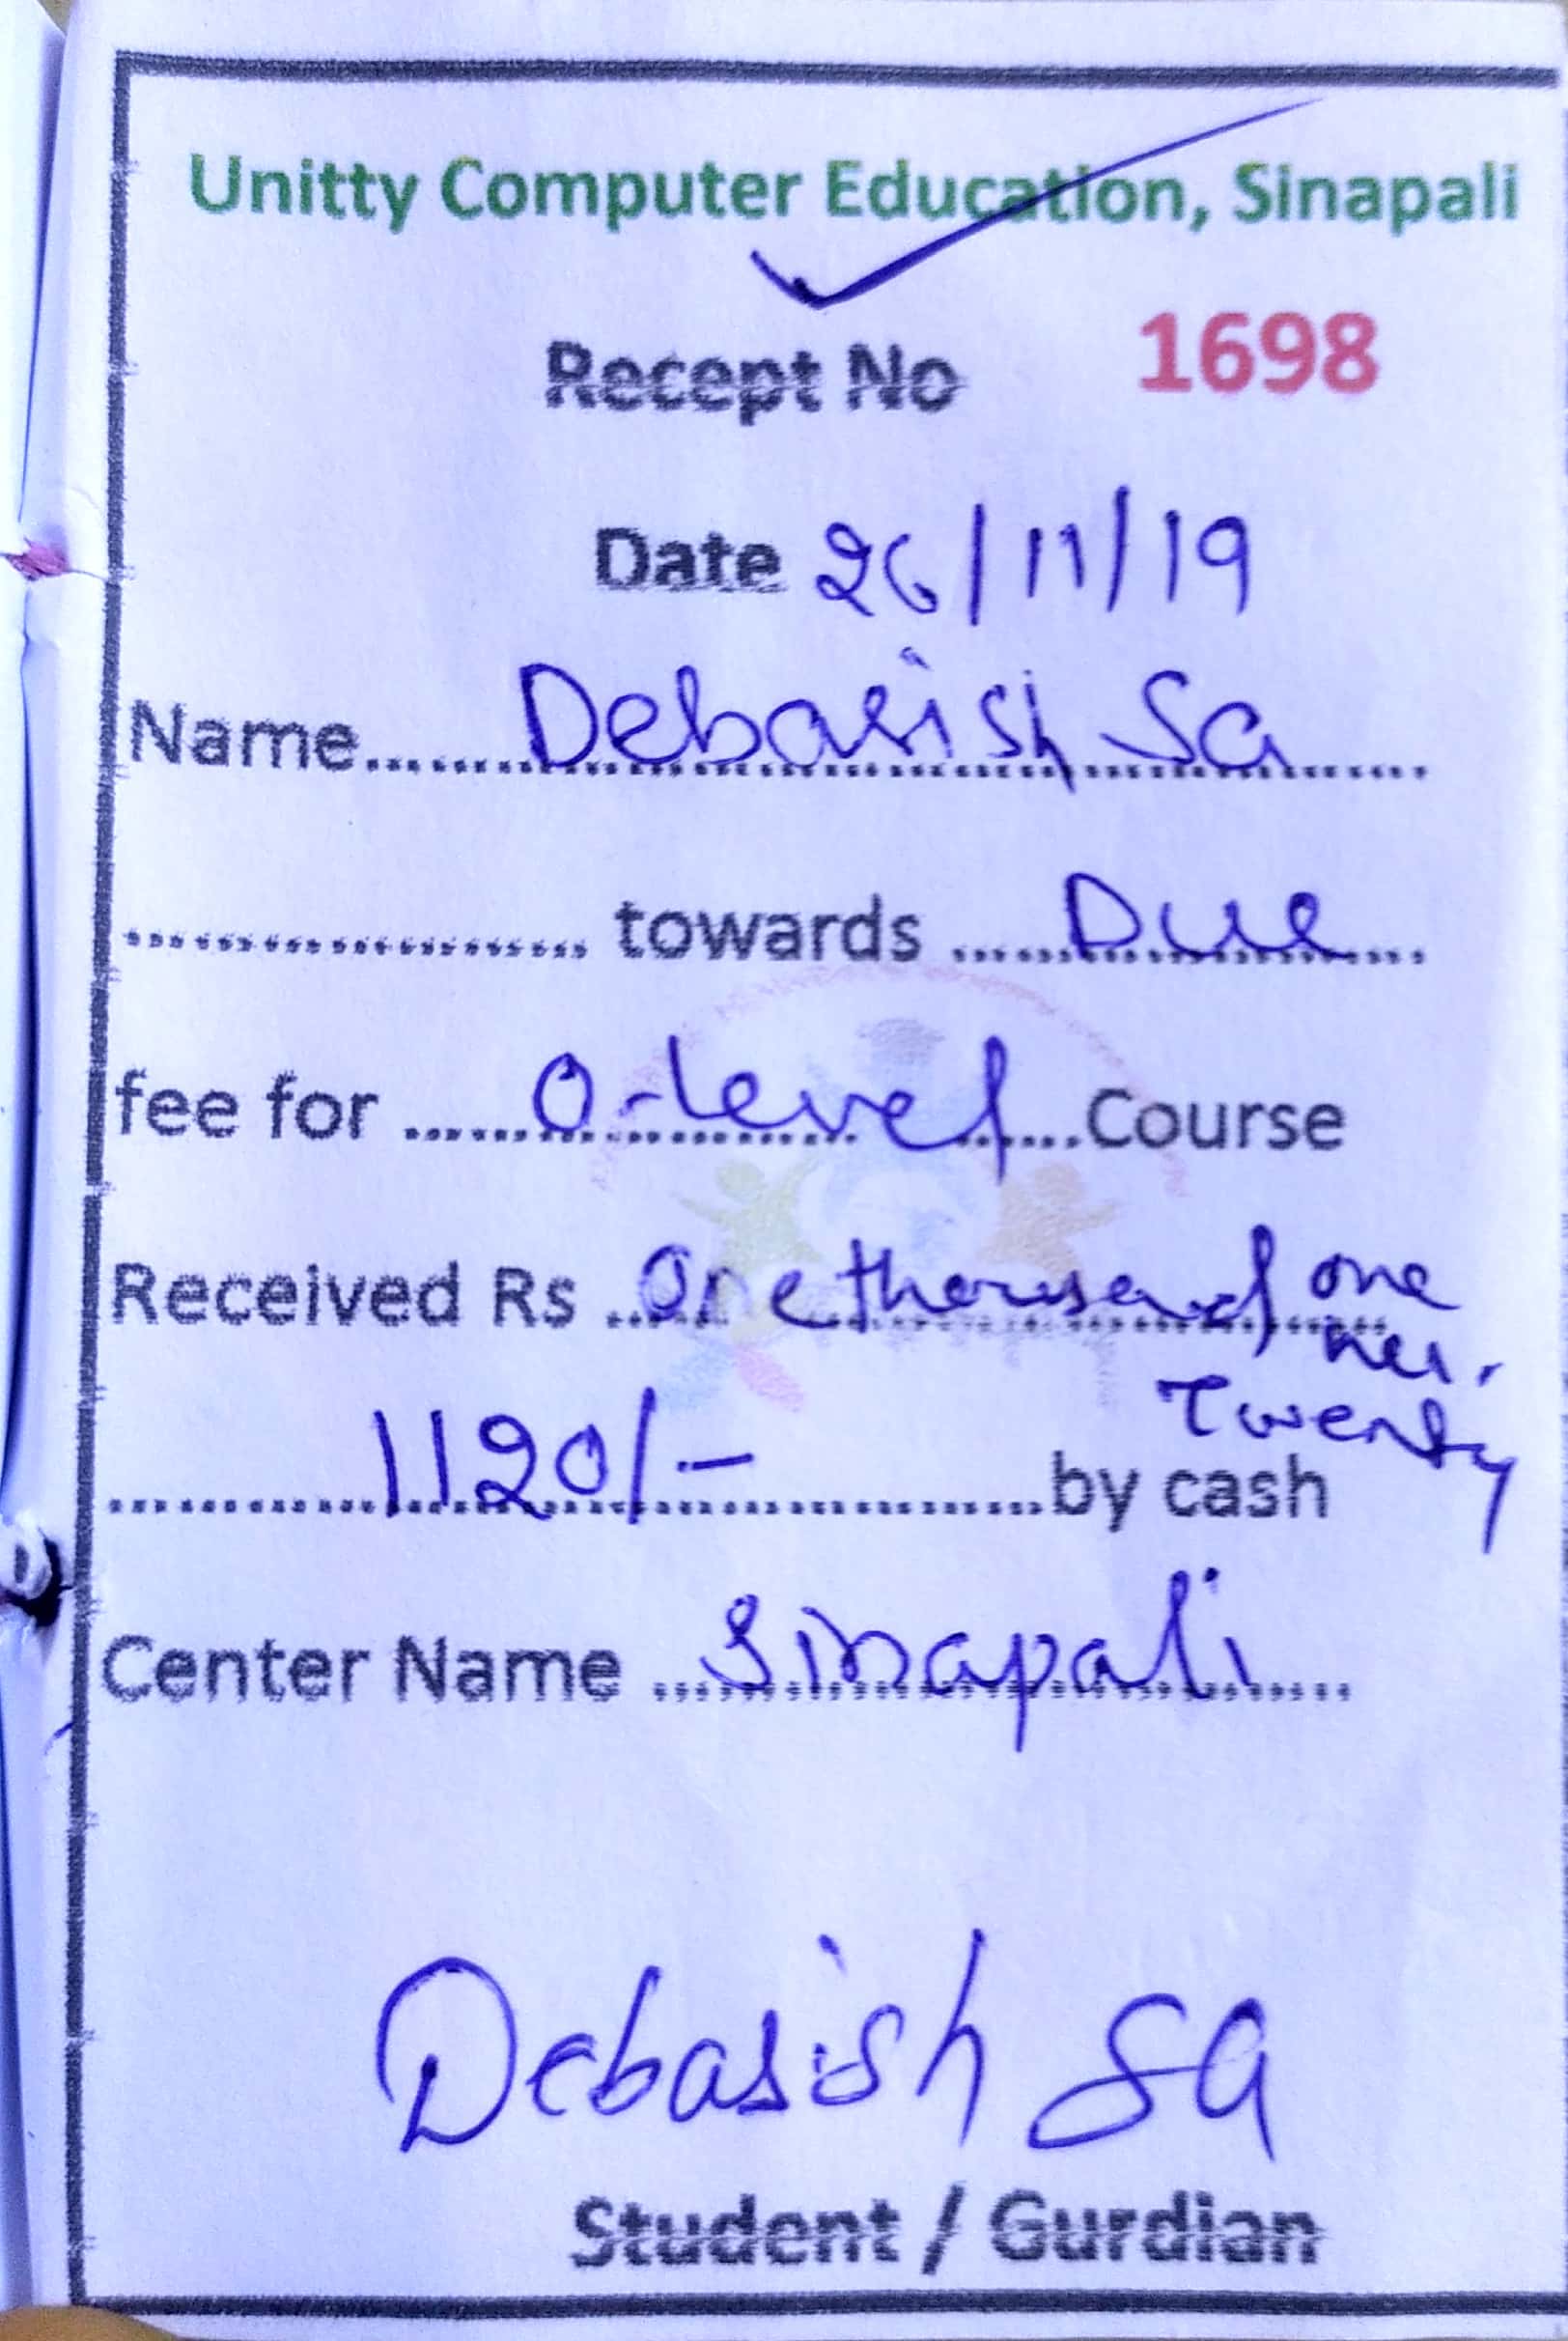 Unitty Computer Education, Sinapali
Recept No 1698
Date 26/11/19
Name.......Debasish Sa.......
.................... towards ......Due......
fee for ......O-level......Course
Received Rs ...One thousand one
Twenty
........1120/-...............by cash
Center Name ...Sinapali......
Debasish Sa
Student / Gurdian